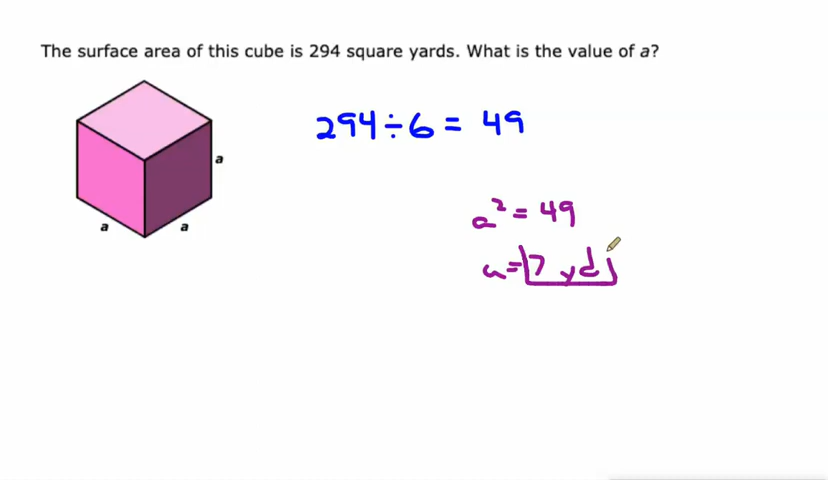 The surface area of this cube is 294 square yards. What is the value of a?
294 ÷ 6 = 49
a
a² = 49
a
a
a = 7 yd